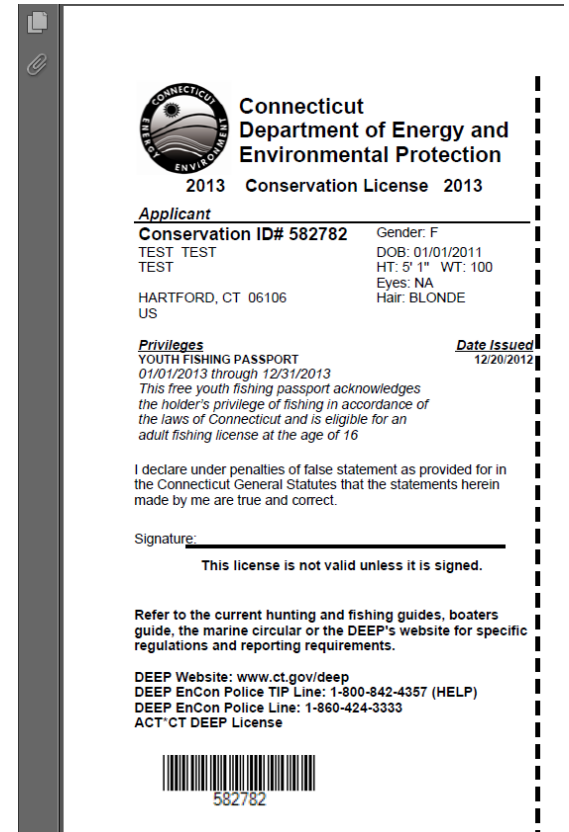 CONNECTICUT
ENERGY
ENVIRONMENT
Connecticut
Department of Energy and
Environmental Protection
2013 Conservation License 2013
Applicant
Conservation ID# 582782 Gender: F
TEST TEST DOB: 01/01/2011
TEST HT: 5' 1" WT: 100
Eyes: NA
HARTFORD, CT 06106 Hair: BLONDE
US
Privileges Date Issued
YOUTH FISHING PASSPORT 12/20/2012
01/01/2013 through 12/31/2013
This free youth fishing passport acknowledges
the holder's privilege of fishing in accordance of
the laws of Connecticut and is eligible for an
adult fishing license at the age of 16
I declare under penalties of false statement as provided for in
the Connecticut General Statutes that the statements herein
made by me are true and correct.
Signature:
This license is not valid unless it is signed.
Refer to the current hunting and fishing guides, boaters
guide, the marine circular or the DEEP's website for specific
regulations and reporting requirements.
DEEP Website: www.ct.gov/deep
DEEP EnCon Police TIP Line: 1-800-842-4357 (HELP)
DEEP EnCon Police Line: 1-860-424-3333
ACT*CT DEEP License
582782